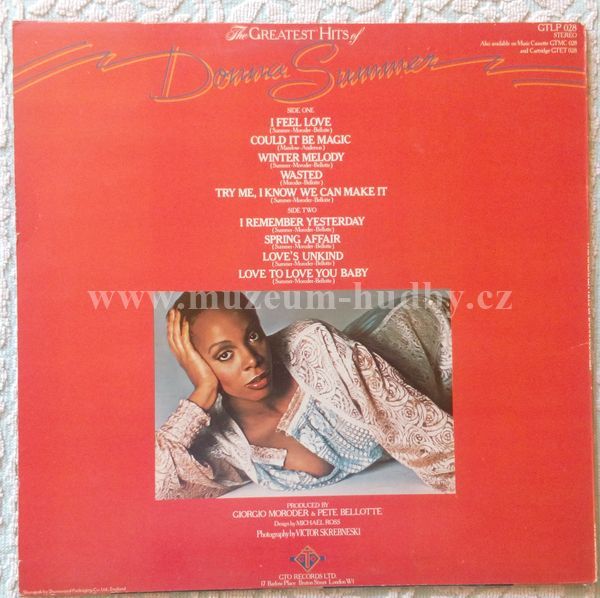 The GREATEST HITS of
Donna Summer
GTLP 028
STEREO
Also available on Music Cassette GTMC 028
and Cartridge GTET 028
SIDE ONE
I FEEL LOVE
(Summer-Moroder-Bellotte)
COULD IT BE MAGIC
(Manilow-Anderson)
WINTER MELODY
(Summer-Moroder-Bellotte)
WASTED
(Moroder-Bellotte)
TRY ME, I KNOW WE CAN MAKE IT
(Summer-Moroder-Bellotte)
SIDE TWO
I REMEMBER YESTERDAY
(Summer-Moroder-Bellotte)
SPRING AFFAIR
(Summer-Moroder-Bellotte)
LOVE'S UNKIND
(Summer-Moroder-Bellotte)
LOVE TO LOVE YOU BABY
(Summer-Moroder-Bellotte)
www.muzeum-hudby.cz
PRODUCED BY
GIORGIO MORODER & PETE BELLOTTE
Design by MICHAEL ROSS
Photography by VICTOR SKREBNESKI
GTO
GTO RECORDS LTD.
17 Barlow Place Bruton Street London W1
Packaging Co. Ltd., England